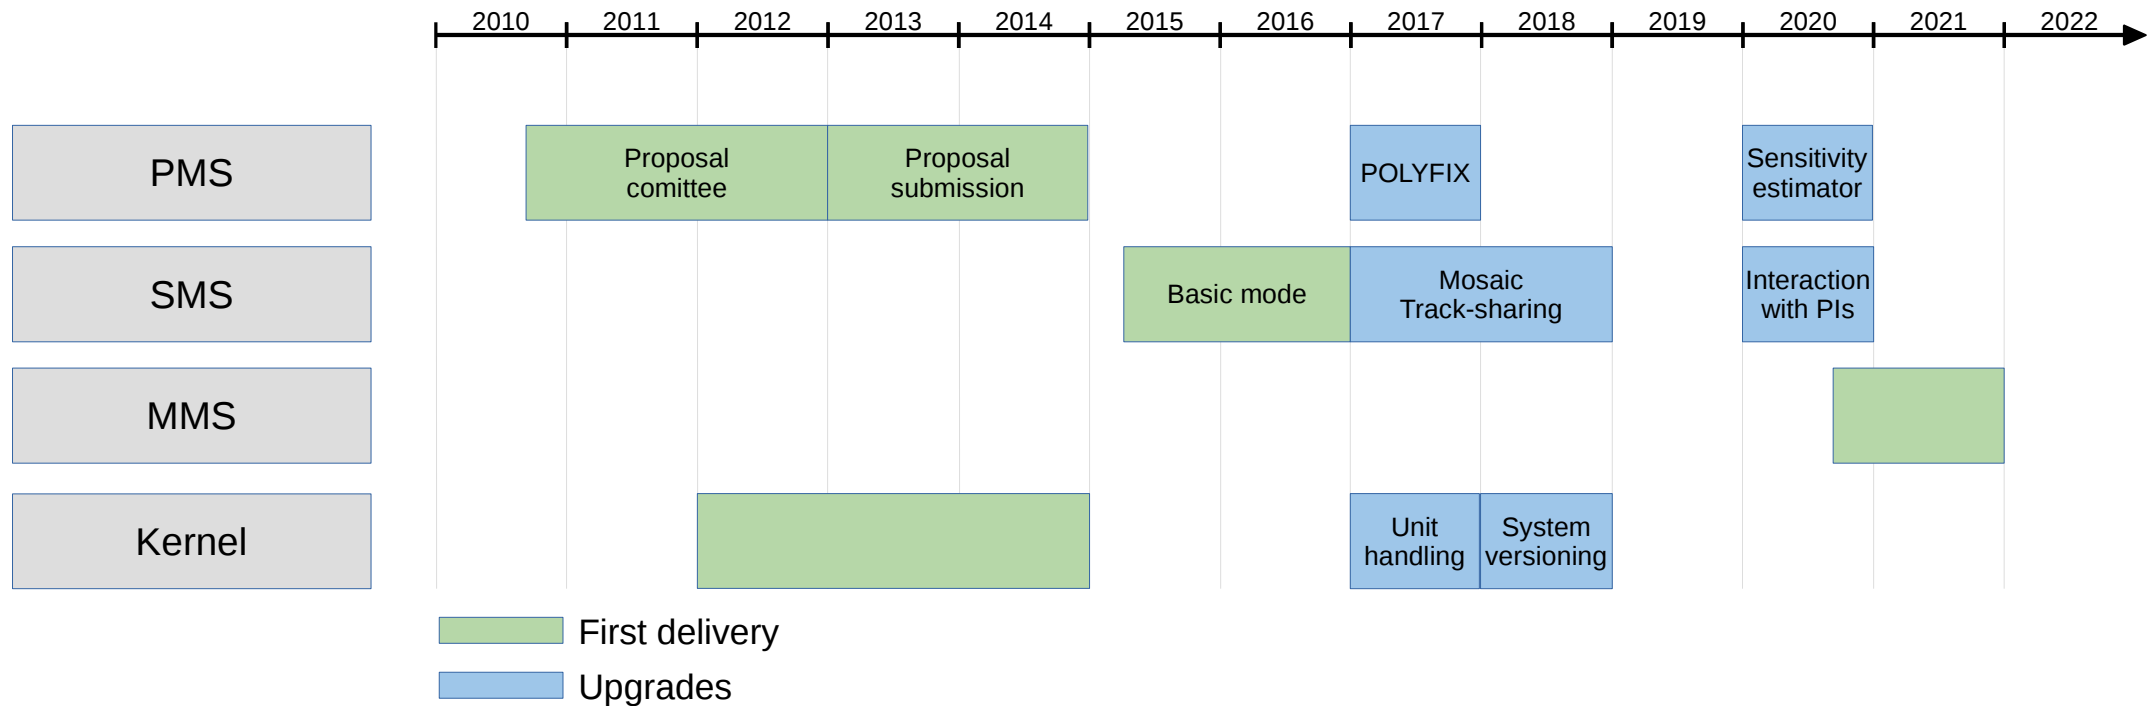 2010 2011 2012 2013 2014 2015 2016 2017 2018 2019 2020 2021 2022
PMS
Proposal
comittee
Proposal
submission
POLYFIX
Sensitivity
estimator
SMS
Basic mode
Mosaic
Track-sharing
Interaction
with PIs
MMS
Kernel
Unit
handling
System
versioning
First delivery
Upgrades